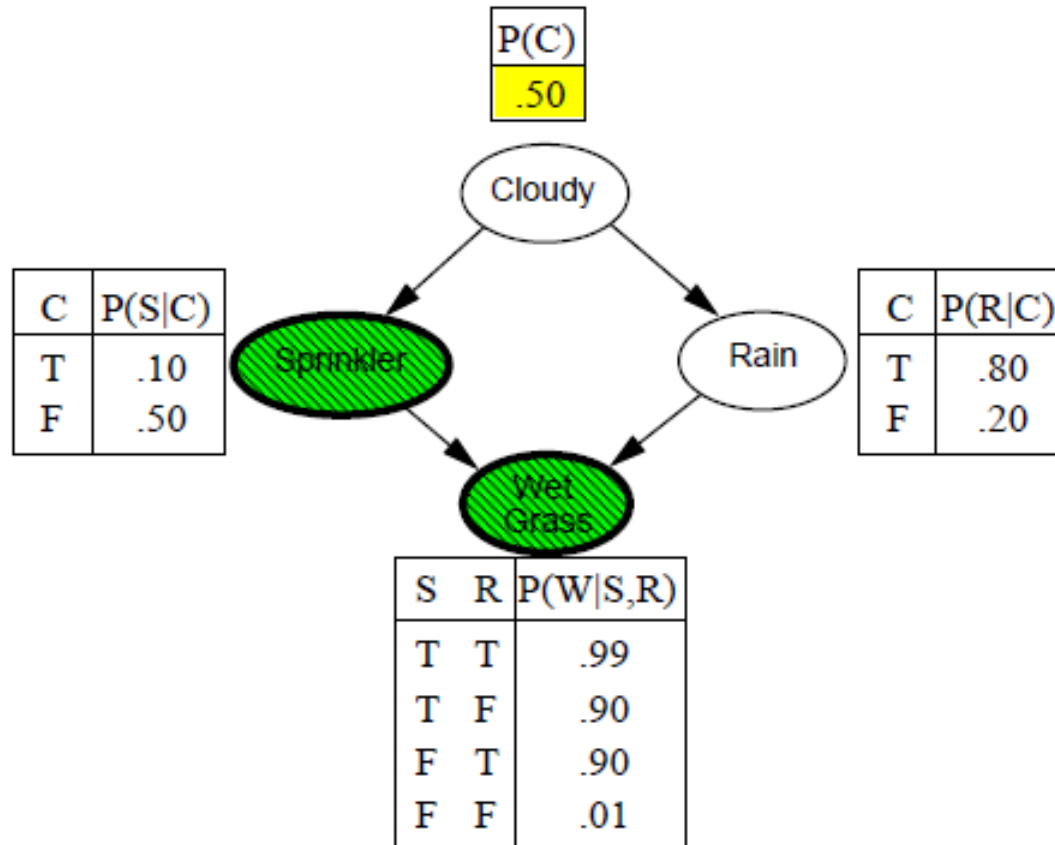 P(C)
.50
Cloudy
C P(S|C)
T .10
F .50
Sprinkler
Rain
C P(R|C)
T .80
F .20
Wet
Grass
S R P(W|S,R)
T T .99
T F .90
F T .90
F F .01